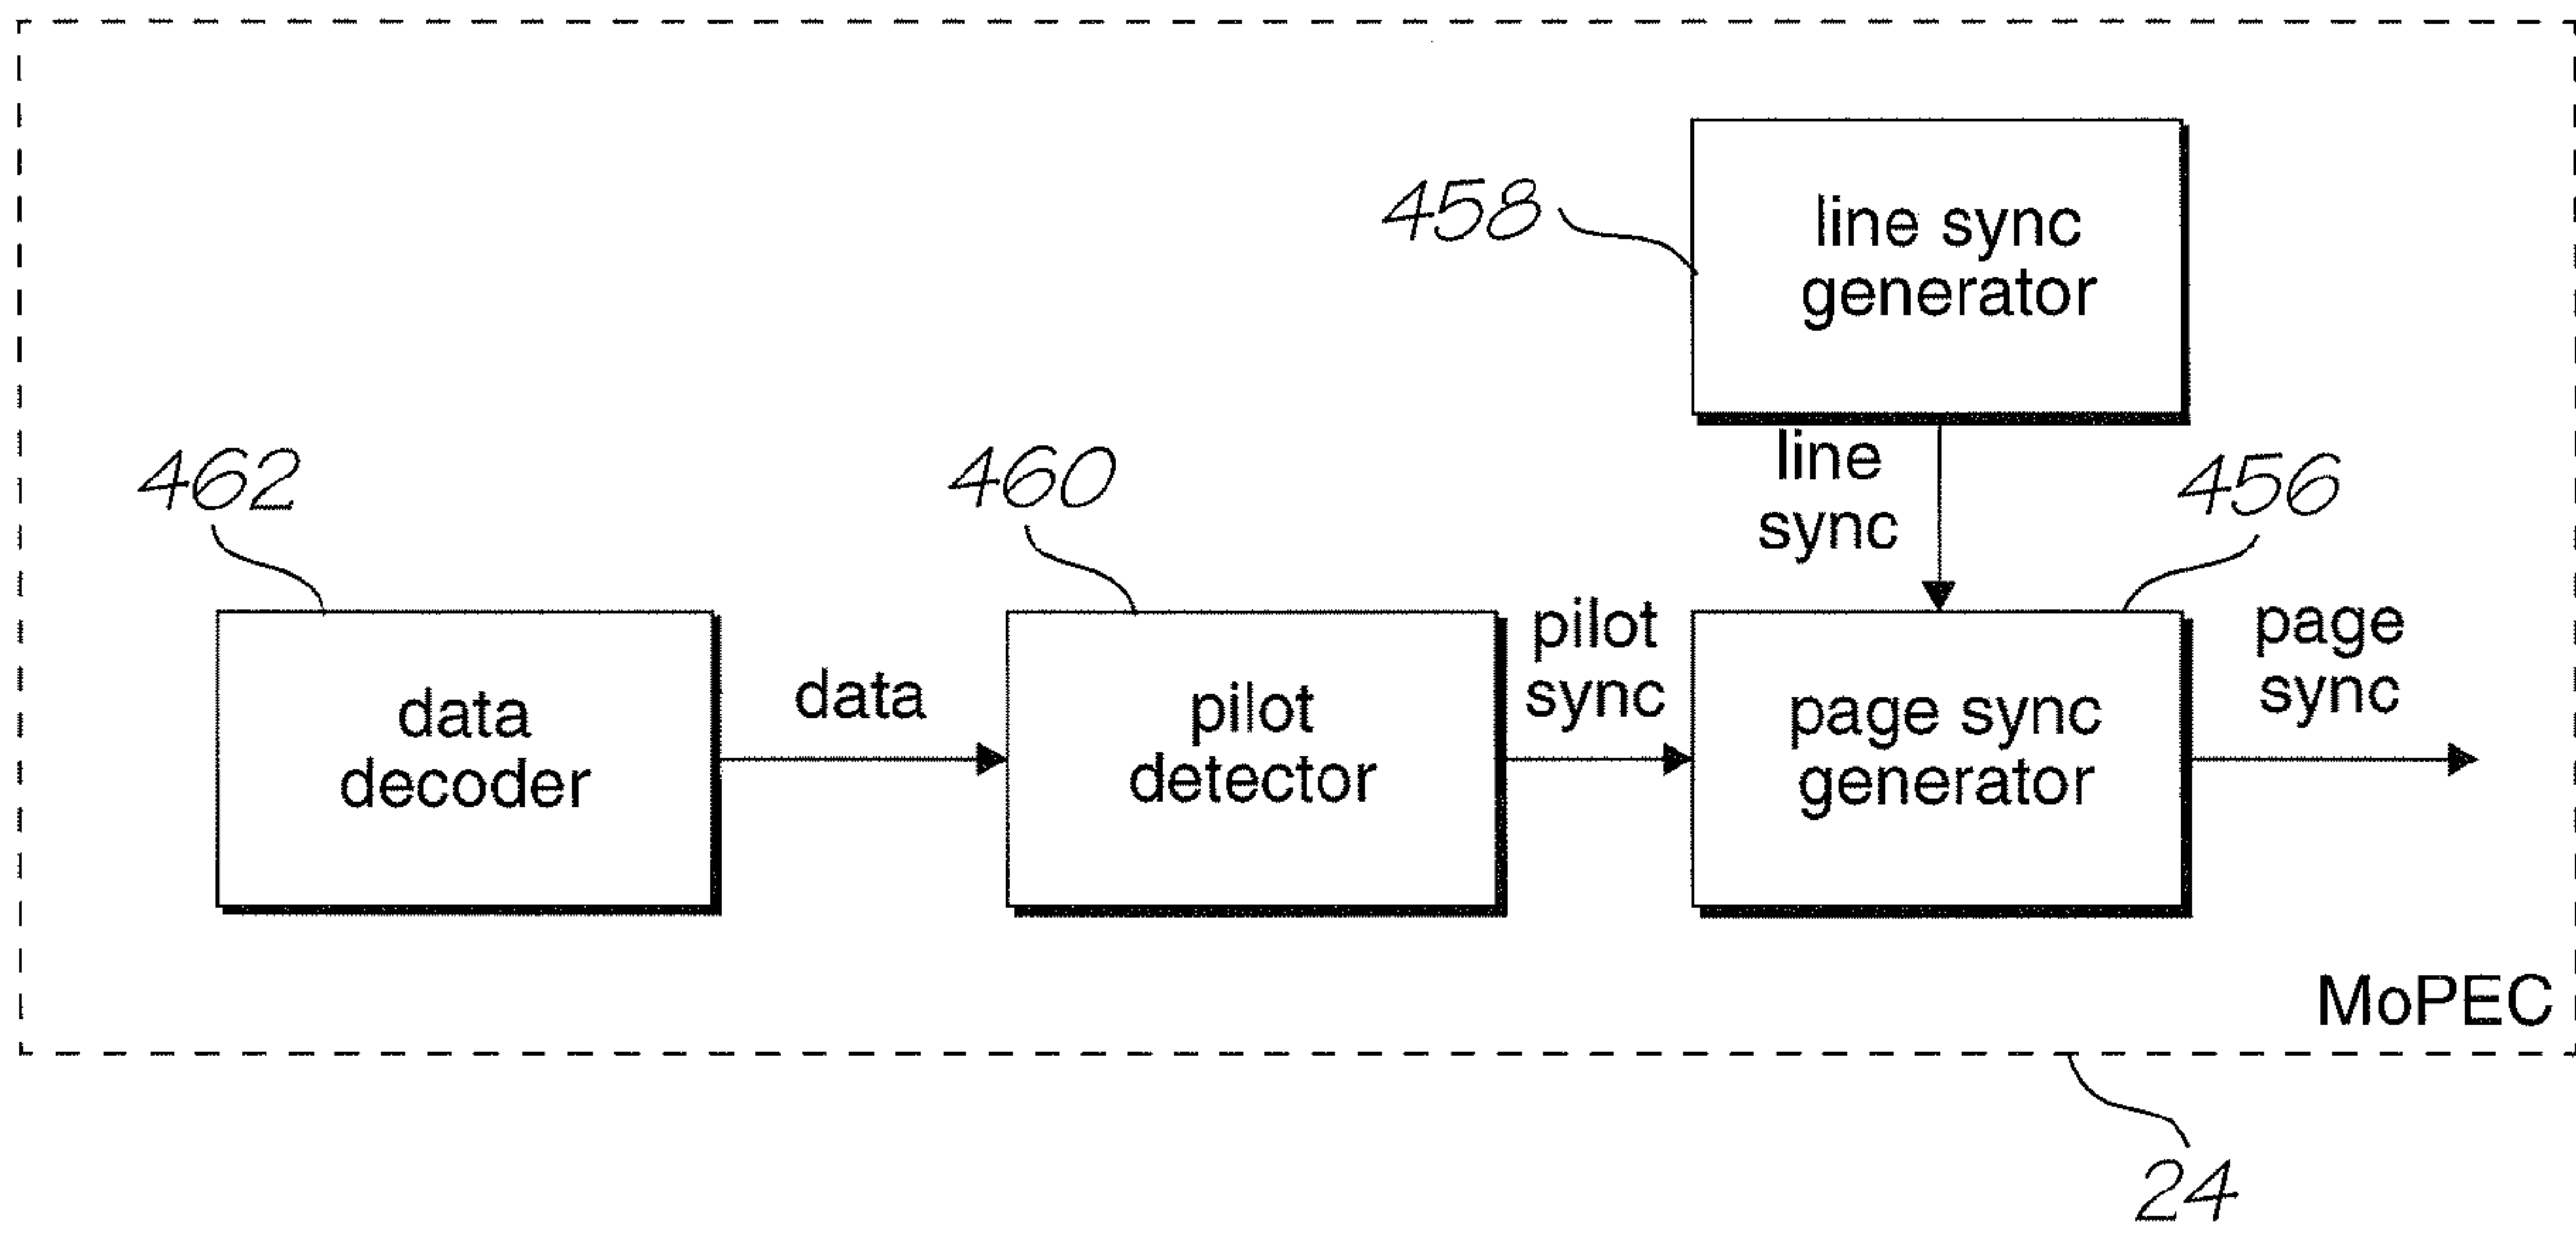 458
line sync
generator
line
sync
462
460
456
data
decoder
data
pilot
detector
pilot
sync
page sync
generator
page
sync
MoPEC
24